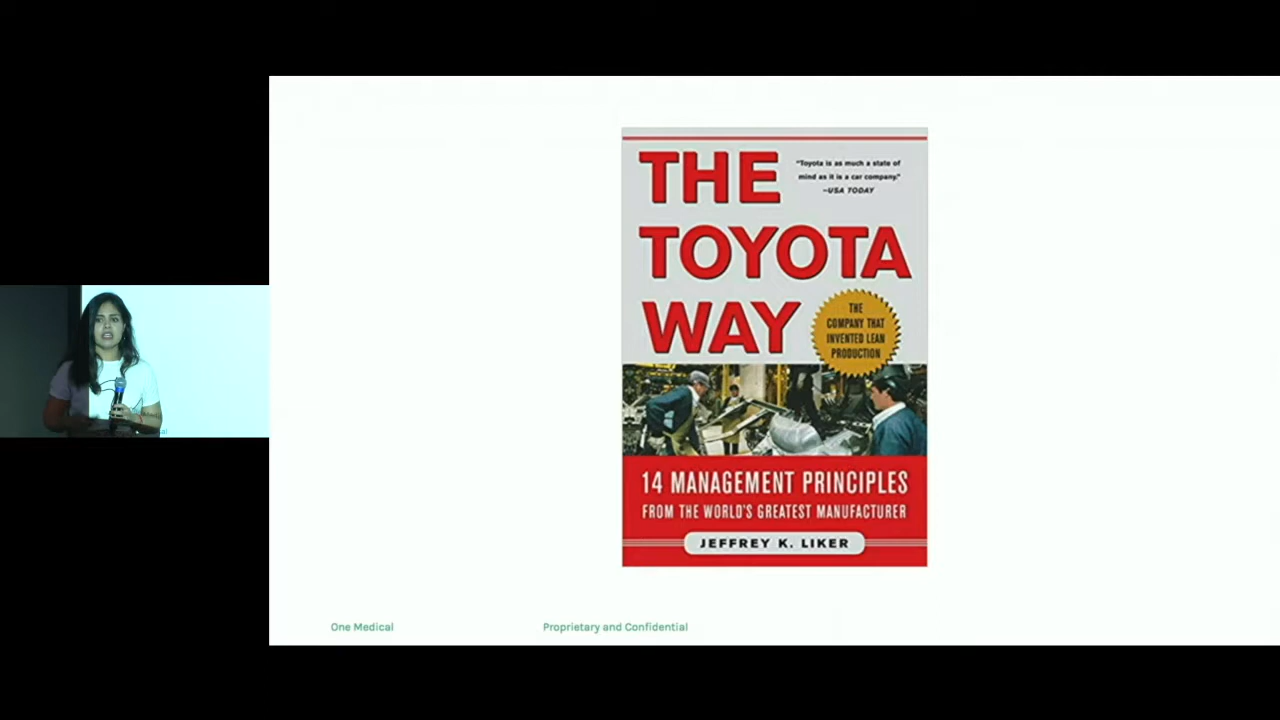 THE
TOYOTA
WAY
"Toyota is as much a state of
mind as it is a car company."
–USA TODAY
THE
COMPANY THAT
INVENTED LEAN
PRODUCTION
14 MANAGEMENT PRINCIPLES
FROM THE WORLD'S GREATEST MANUFACTURER
JEFFREY K. LIKER
One Medical
Proprietary and Confidential